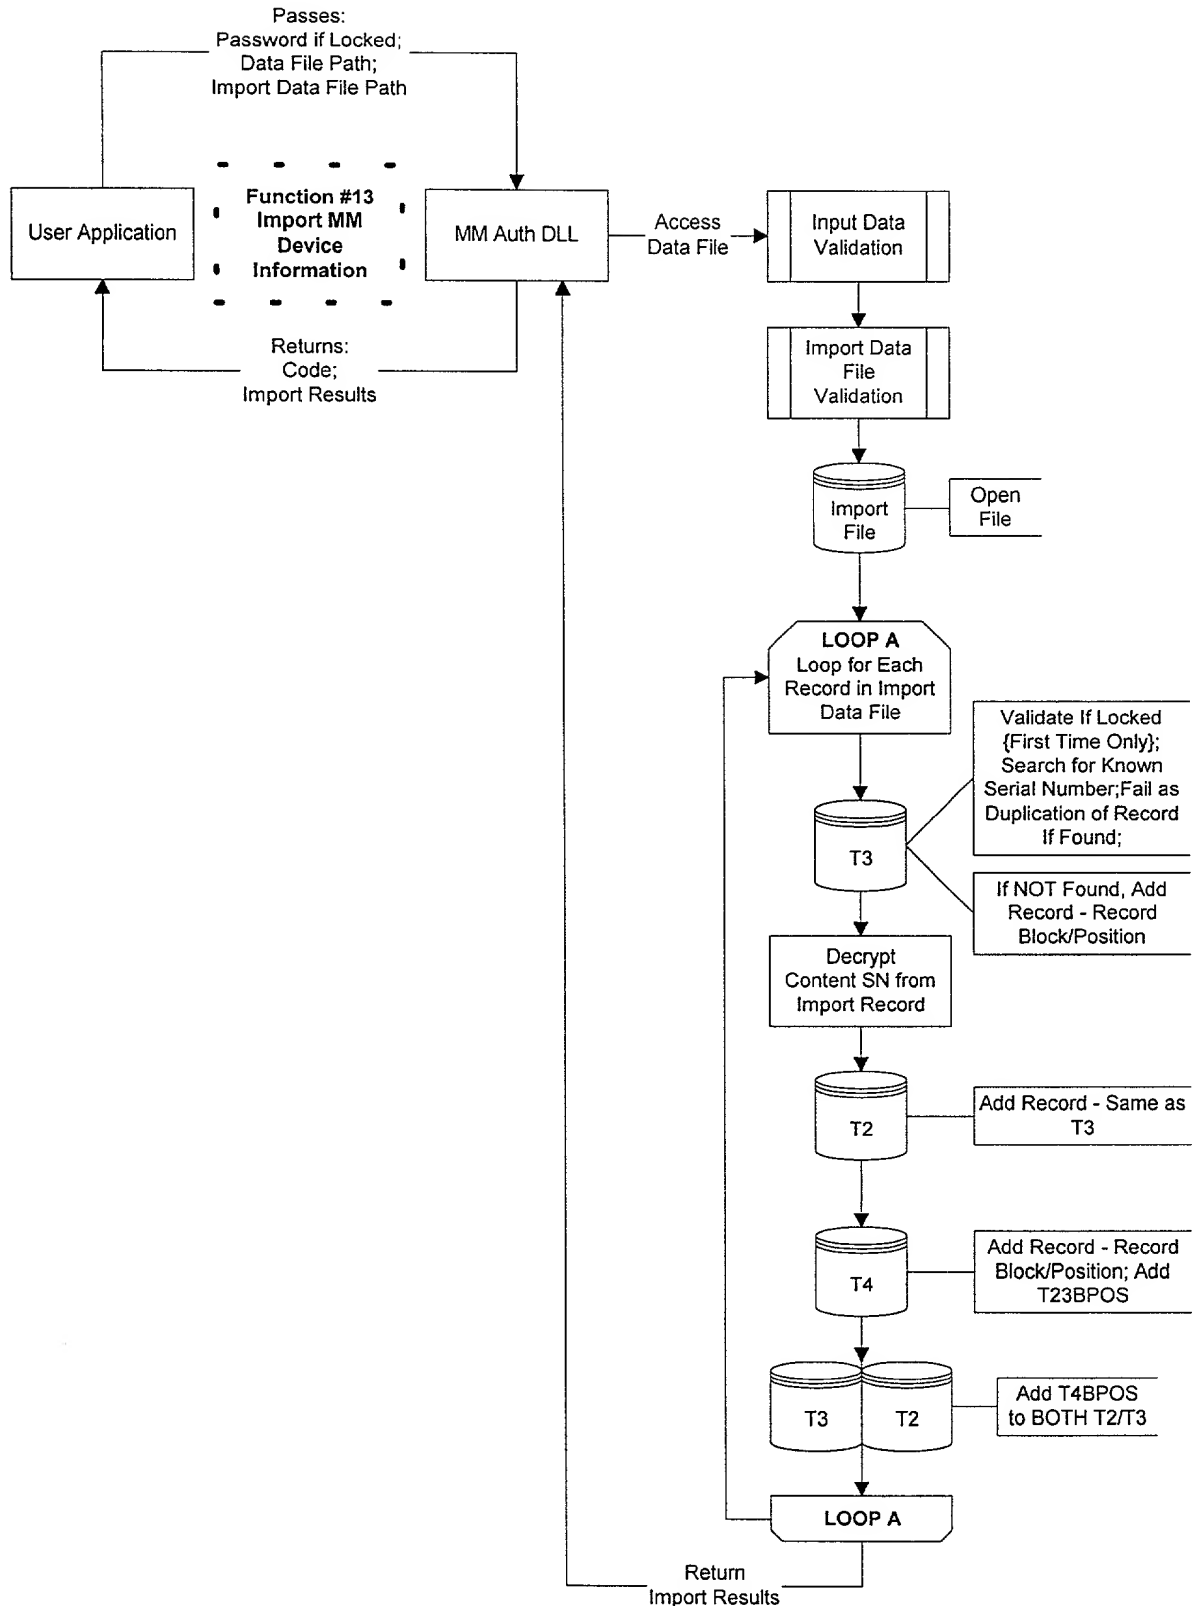 Passes:
Password if Locked;
Data File Path;
Import Data File Path
User Application
Function #13
Import MM
Device
Information
MM Auth DLL
Access
Data File
Input Data
Validation
Returns:
Code;
Import Results
Import Data
File
Validation
Import
File
Open
File
LOOP A
Loop for Each
Record in Import
Data File
Validate If Locked
{First Time Only};
Search for Known
Serial Number;Fail as
Duplication of Record
If Found;
T3
If NOT Found, Add
Record - Record
Block/Position
Decrypt
Content SN from
Import Record
T2
Add Record - Same as
T3
T4
Add Record - Record
Block/Position; Add
T23BPOS
T3
T2
Add T4BPOS
to BOTH T2/T3
LOOP A
Return
Import Results